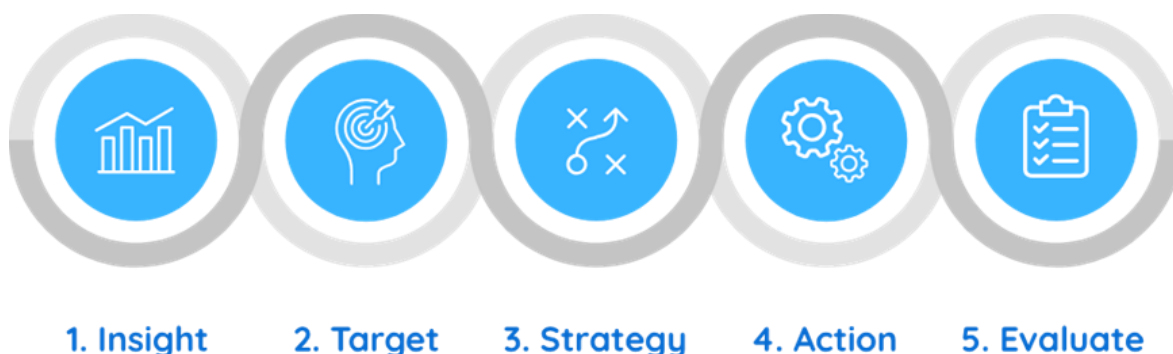 1. Insight
2. Target
3. Strategy
4. Action
5. Evaluate